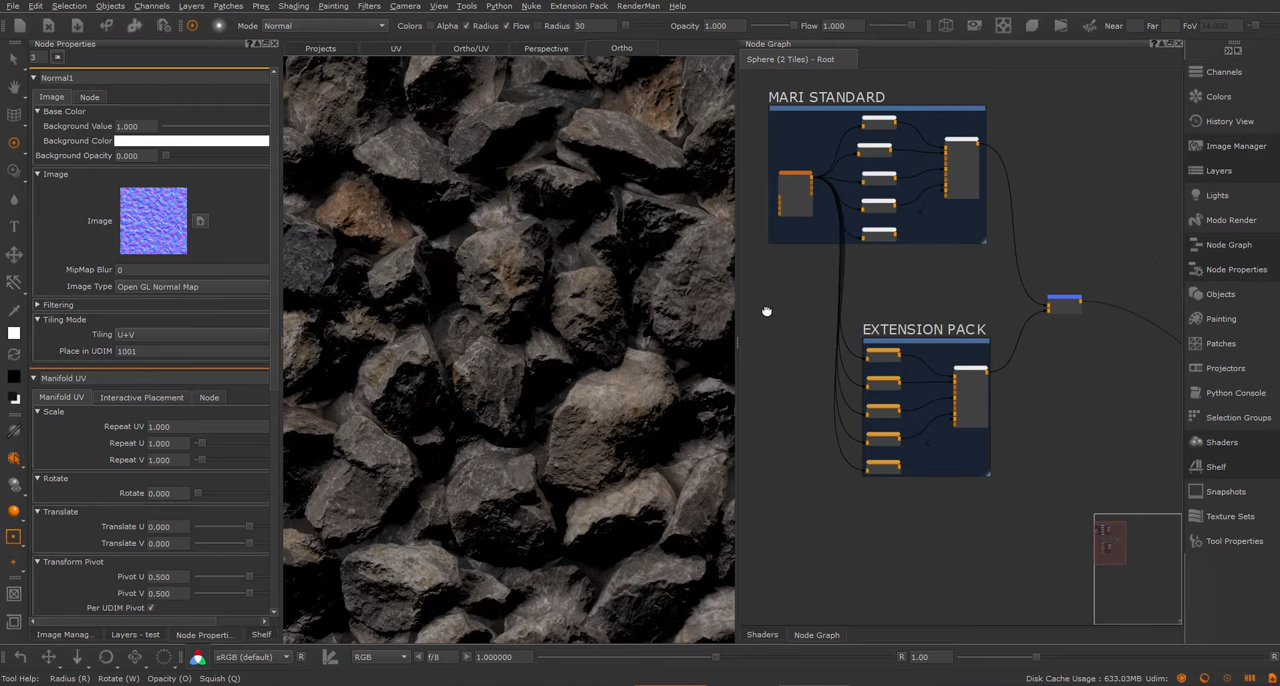 File Edit Selection Objects Channels Layers Patches Ptex Shading Painting Filters Camera View Tools Python Nuke Extension Pack RenderMan Help
Mode Normal Colors Alpha Radius Flow Radius 30 Opacity 1.000 Flow 1.000 Near Far FoV
Node Properties
3
Normal1
Image Node
Base Color
Background Value 1.000
Background Color
Background Opacity 0.000
Image
Image
MipMap Blur 0
Image Type Open GL Normal Map
Filtering
Tiling Mode
Tiling U+V
Place in UDIM 1001
Manifold UV
Manifold UV Interactive Placement Node
Scale
Repeat UV 1.000
Repeat U 1.000
Repeat V 1.000
Rotate
Rotate 0.000
Translate
Translate U 0.000
Translate V 0.000
Transform Pivot
Pivot U 0.500
Pivot V 0.500
Per UDIM Pivot
Image Manag... Layers - test Node Properti... Shelf
Projects UV Ortho/UV Perspective Ortho
Node Graph
Sphere (2 Tiles) - Root
MARI STANDARD
EXTENSION PACK
Shaders Node Graph
Channels
Colors
History View
Image Manager
Layers
Lights
Modo Render
Node Graph
Node Properties
Objects
Painting
Patches
Projectors
Python Console
Selection Groups
Shaders
Shelf
Snapshots
Texture Sets
Tool Properties
sRGB (default) R RGB f/8 1.000000 R 1.00 R
Tool Help: Radius (R) Rotate (W) Opacity (O) Squish (Q) Disk Cache Usage : 633.03MB Udim: